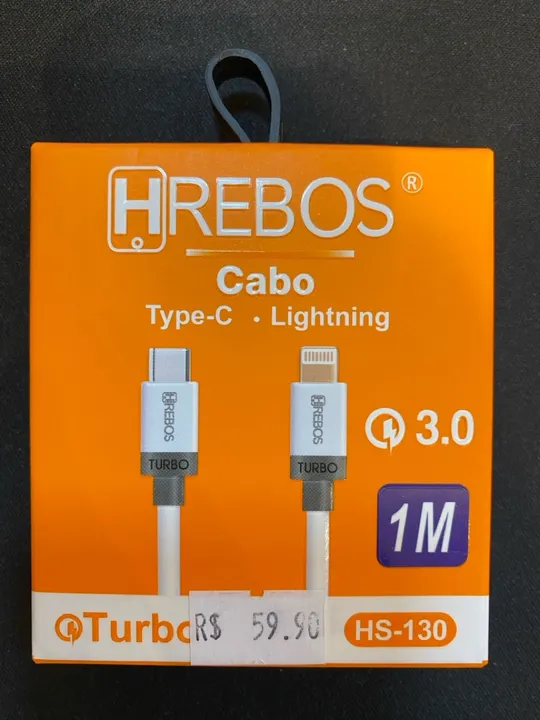 HREBOS®
Cabo
Type-C • Lightning
HREBOS
TURBO
HREBOS
TURBO
3.0
1M
Turbo
R$ 59.90
HS-130